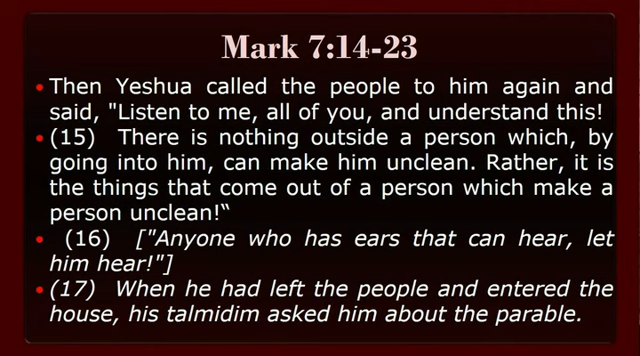 Mark 7:14-23
• Then Yeshua called the people to him again and
said, "Listen to me, all of you, and understand this!
• (15) There is nothing outside a person which, by
going into him, can make him unclean. Rather, it is
the things that come out of a person which make a
person unclean!“
• (16) ["Anyone who has ears that can hear, let
him hear!"]
• (17) When he had left the people and entered the
house, his talmidim asked him about the parable.